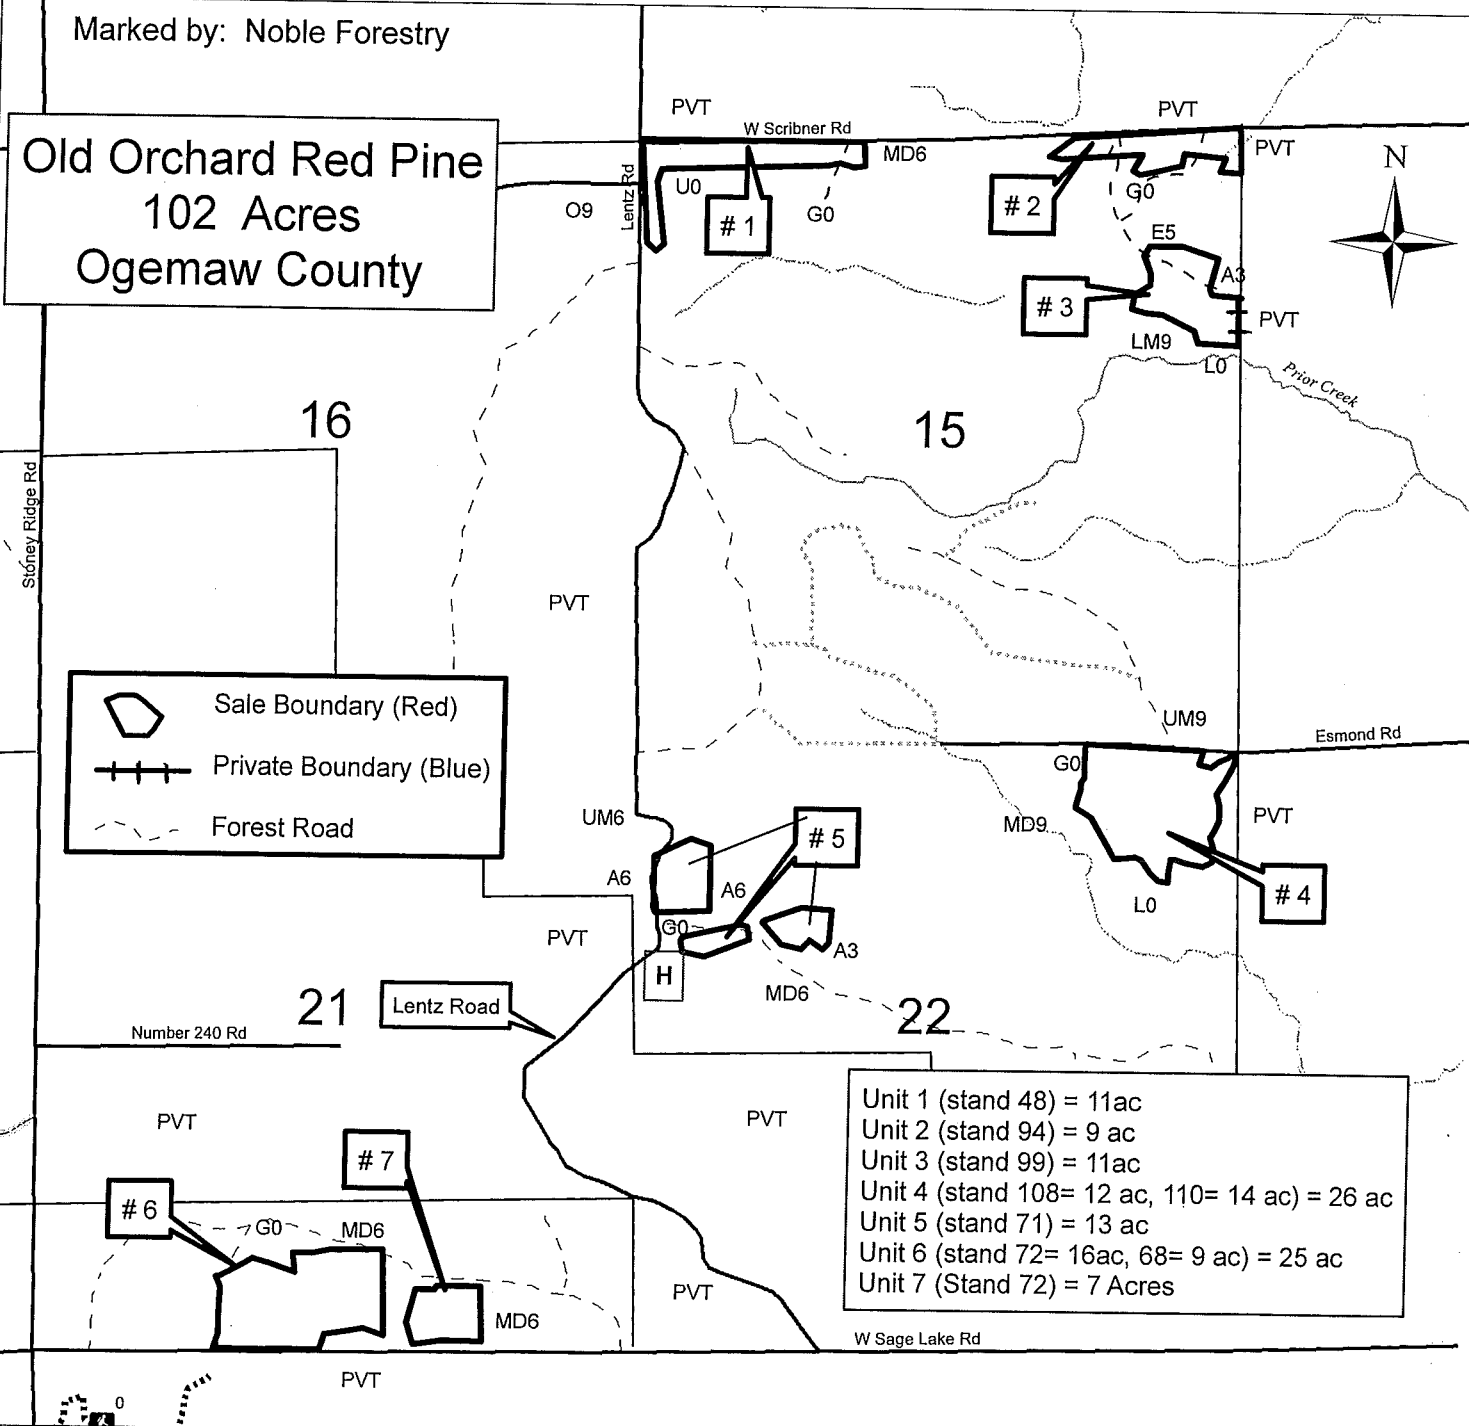 Marked by: Noble Forestry
Old Orchard Red Pine
102 Acres
Ogemaw County
PVT
W Scribner Rd
MD6
PVT
PVT
N
Lentz Rd
U0
O9
# 1
G0
# 2
G0
E5
A3
# 3
PVT
LM9
L0
Prior Creek
16
15
Stoney Ridge Rd
PVT
Sale Boundary (Red)
Private Boundary (Blue)
Forest Road
UM9
Esmond Rd
G0
UM6
# 5
MD9
PVT
A6
A6
# 4
L0
G0
PVT
A3
H
MD6
21
Lentz Road
22
Number 240 Rd
Unit 1 (stand 48) = 11ac
Unit 2 (stand 94) = 9 ac
Unit 3 (stand 99) = 11ac
Unit 4 (stand 108= 12 ac, 110= 14 ac) = 26 ac
Unit 5 (stand 71) = 13 ac
Unit 6 (stand 72= 16ac, 68= 9 ac) = 25 ac
Unit 7 (Stand 72) = 7 Acres
PVT
PVT
# 7
# 6
G0
MD6
PVT
MD6
W Sage Lake Rd
PVT
0